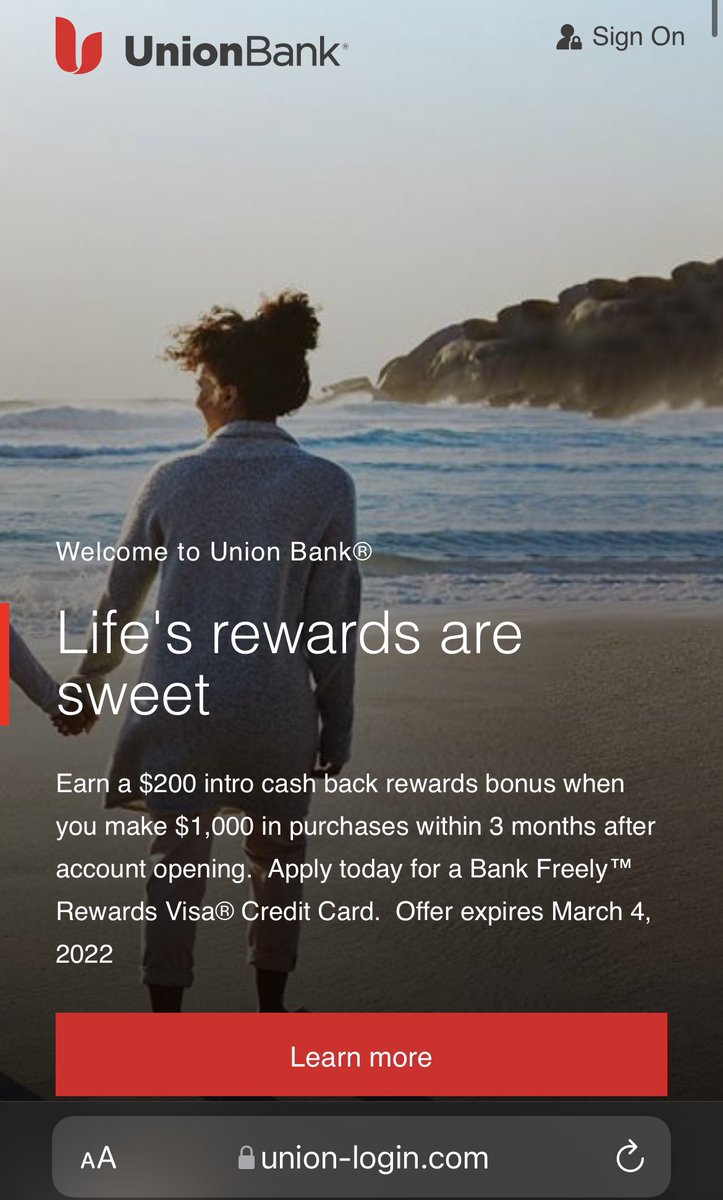 UnionBank®
Sign On
Welcome to Union Bank®
Life's rewards are
sweet
Earn a $200 intro cash back rewards bonus when
you make $1,000 in purchases within 3 months after
account opening.  Apply today for a Bank Freely™
Rewards Visa® Credit Card.  Offer expires March 4,
2022
Learn more
AA
union-login.com